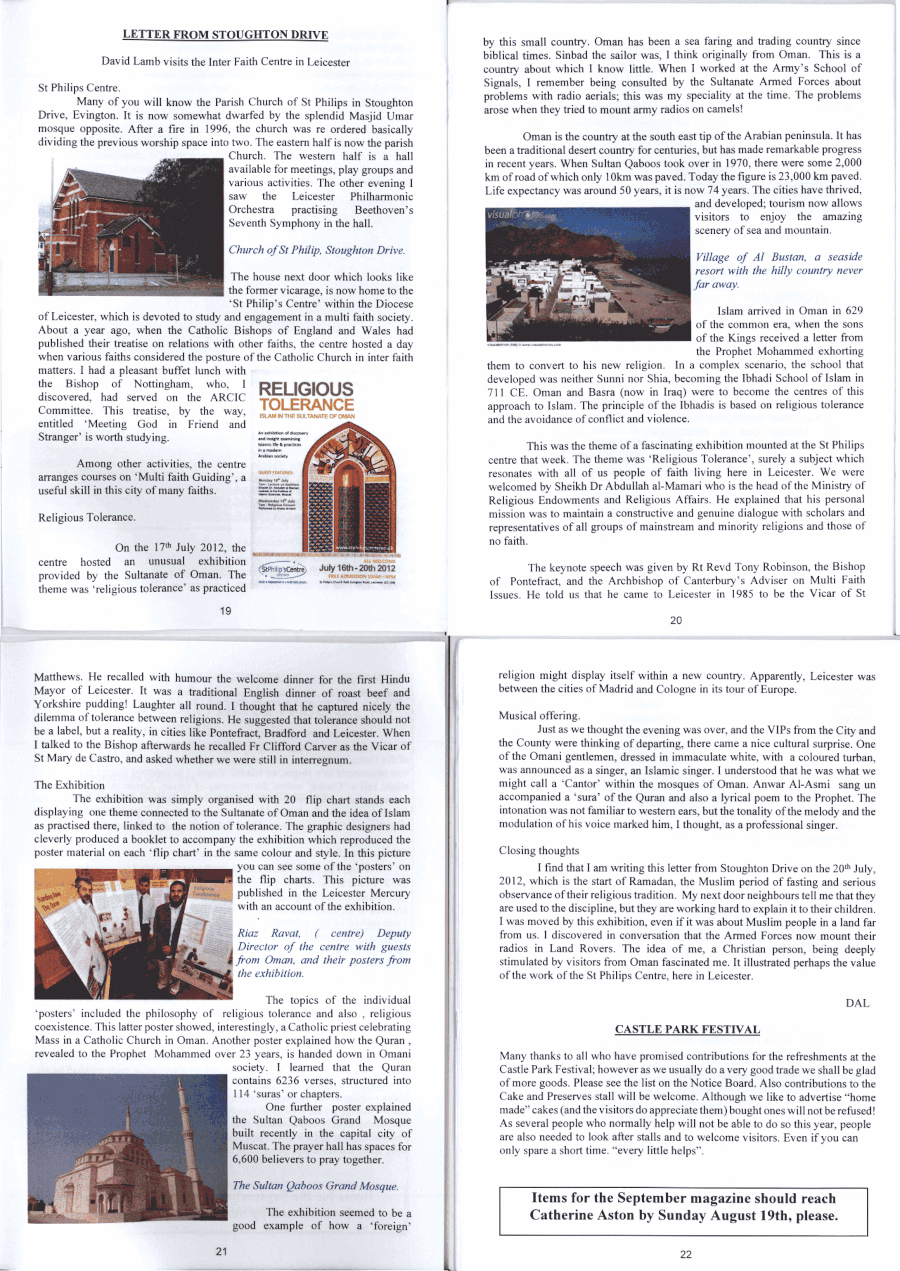 LETTER FROM STOUGHTON DRIVE
David Lamb visits the Inter Faith Centre in Leicester
St Philips Centre.
Many of you will know the Parish Church of St Philips in Stoughton
Drive, Evington. It is now somewhat dwarfed by the splendid Masjid Umar
mosque opposite. After a fire in 1996, the church was re ordered basically
dividing the previous worship space into two. The eastern half is now the parish
Church. The western half is a hall
available for meetings, play groups and
various activities. The other evening I
saw the Leicester Philharmonic
Orchestra practising Beethoven's
Seventh Symphony in the hall.
Church of St Philip, Stoughton Drive.
The house next door which looks like
the former vicarage, is now home to the
'St Philip's Centre' within the Diocese
of Leicester, which is devoted to study and engagement in a multi faith society.
About a year ago, when the Catholic Bishops of England and Wales had
published their treatise on relations with other faiths, the centre hosted a day
when various faiths considered the posture of the Catholic Church in inter faith
matters. I had a pleasant buffet lunch with
the Bishop of Nottingham, who, I
discovered, had served on the ARCIC
Committee. This treatise, by the way,
entitled 'Meeting God in Friend and
Stranger' is worth studying.
Among other activities, the centre
arranges courses on 'Multi faith Guiding', a
useful skill in this city of many faiths.
Religious Tolerance.
On the 17th July 2012, the
centre hosted an unusual exhibition
provided by the Sultanate of Oman. The
theme was 'religious tolerance' as practiced
RELIGIOUS
TOLERANCE
ISLAM IN THE SULTANATE OF OMAN
An exhibition of discovery
and insight examining
Islamic life & practices
in a modern
Arabian society
GUEST FEATURES
ALL WELCOME
StPhilip'sCentre
July 16th - 20th 2012
FREE ADMISSION 10AM - 4PM
19
by this small country. Oman has been a sea faring and trading country since
biblical times. Sinbad the sailor was, I think originally from Oman. This is a
country about which I know little. When I worked at the Army's School of
Signals, I remember being consulted by the Sultanate Armed Forces about
problems with radio aerials; this was my speciality at the time. The problems
arose when they tried to mount army radios on camels!
Oman is the country at the south east tip of the Arabian peninsula. It has
been a traditional desert country for centuries, but has made remarkable progress
in recent years. When Sultan Qaboos took over in 1970, there were some 2,000
km of road of which only 10km was paved. Today the figure is 23,000 km paved.
Life expectancy was around 50 years, it is now 74 years. The cities have thrived,
and developed; tourism now allows
visitors to enjoy the amazing
scenery of sea and mountain.
Village of Al Bustan, a seaside
resort with the hilly country never
far away.
Islam arrived in Oman in 629
of the common era, when the sons
of the Kings received a letter from
the Prophet Mohammed exhorting
them to convert to his new religion. In a complex scenario, the school that
developed was neither Sunni nor Shia, becoming the Ibhadi School of Islam in
711 CE. Oman and Basra (now in Iraq) were to become the centres of this
approach to Islam. The principle of the Ibhadis is based on religious tolerance
and the avoidance of conflict and violence.
This was the theme of a fascinating exhibition mounted at the St Philips
centre that week. The theme was 'Religious Tolerance', surely a subject which
resonates with all of us people of faith living here in Leicester. We were
welcomed by Sheikh Dr Abdullah al-Mamari who is the head of the Ministry of
Religious Endowments and Religious Affairs. He explained that his personal
mission was to maintain a constructive and genuine dialogue with scholars and
representatives of all groups of mainstream and minority religions and those of
no faith.
The keynote speech was given by Rt Revd Tony Robinson, the Bishop
of Pontefract, and the Archbishop of Canterbury's Adviser on Multi Faith
Issues. He told us that he came to Leicester in 1985 to be the Vicar of St
20
Matthews. He recalled with humour the welcome dinner for the first Hindu
Mayor of Leicester. It was a traditional English dinner of roast beef and
Yorkshire pudding! Laughter all round. I thought that he captured nicely the
dilemma of tolerance between religions. He suggested that tolerance should not
be a label, but a reality, in cities like Pontefract, Bradford and Leicester. When
I talked to the Bishop afterwards he recalled Fr Clifford Carver as the Vicar of
St Mary de Castro, and asked whether we were still in interregnum.
The Exhibition
The exhibition was simply organised with 20 flip chart stands each
displaying one theme connected to the Sultanate of Oman and the idea of Islam
as practised there, linked to the notion of tolerance. The graphic designers had
cleverly produced a booklet to accompany the exhibition which reproduced the
poster material on each 'flip chart' in the same colour and style. In this picture
you can see some of the 'posters' on
the flip charts. This picture was
published in the Leicester Mercury
with an account of the exhibition.
Riaz Ravat, ( centre) Deputy
Director of the centre with guests
from Oman, and their posters from
the exhibition.
The topics of the individual
'posters' included the philosophy of religious tolerance and also , religious
coexistence. This latter poster showed, interestingly, a Catholic priest celebrating
Mass in a Catholic Church in Oman. Another poster explained how the Quran ,
revealed to the Prophet Mohammed over 23 years, is handed down in Omani
society. I learned that the Quran
contains 6236 verses, structured into
114 'suras' or chapters.
One further poster explained
the Sultan Qaboos Grand Mosque
built recently in the capital city of
Muscat. The prayer hall has spaces for
6,600 believers to pray together.
The Sultan Qaboos Grand Mosque.
The exhibition seemed to be a
good example of how a 'foreign'
21
religion might display itself within a new country. Apparently, Leicester was
between the cities of Madrid and Cologne in its tour of Europe.
Musical offering.
Just as we thought the evening was over, and the VIPs from the City and
the County were thinking of departing, there came a nice cultural surprise. One
of the Omani gentlemen, dressed in immaculate white, with a coloured turban,
was announced as a singer, an Islamic singer. I understood that he was what we
might call a 'Cantor' within the mosques of Oman. Anwar Al-Asmi sang un
accompanied a 'sura' of the Quran and also a lyrical poem to the Prophet. The
intonation was not familiar to western ears, but the tonality of the melody and the
modulation of his voice marked him, I thought, as a professional singer.
Closing thoughts
I find that I am writing this letter from Stoughton Drive on the 20th July,
2012, which is the start of Ramadan, the Muslim period of fasting and serious
observance of their religious tradition. My next door neighbours tell me that they
are used to the discipline, but they are working hard to explain it to their children.
I was moved by this exhibition, even if it was about Muslim people in a land far
from us. I discovered in conversation that the Armed Forces now mount their
radios in Land Rovers. The idea of me, a Christian person, being deeply
stimulated by visitors from Oman fascinated me. It illustrated perhaps the value
of the work of the St Philips Centre, here in Leicester.
DAL
CASTLE PARK FESTIVAL
Many thanks to all who have promised contributions for the refreshments at the
Castle Park Festival; however as we usually do a very good trade we shall be glad
of more goods. Please see the list on the Notice Board. Also contributions to the
Cake and Preserves stall will be welcome. Although we like to advertise "home
made" cakes (and the visitors do appreciate them) bought ones will not be refused!
As several people who normally help will not be able to do so this year, people
are also needed to look after stalls and to welcome visitors. Even if you can
only spare a short time. "every little helps".
Items for the September magazine should reach
Catherine Aston by Sunday August 19th, please.
22